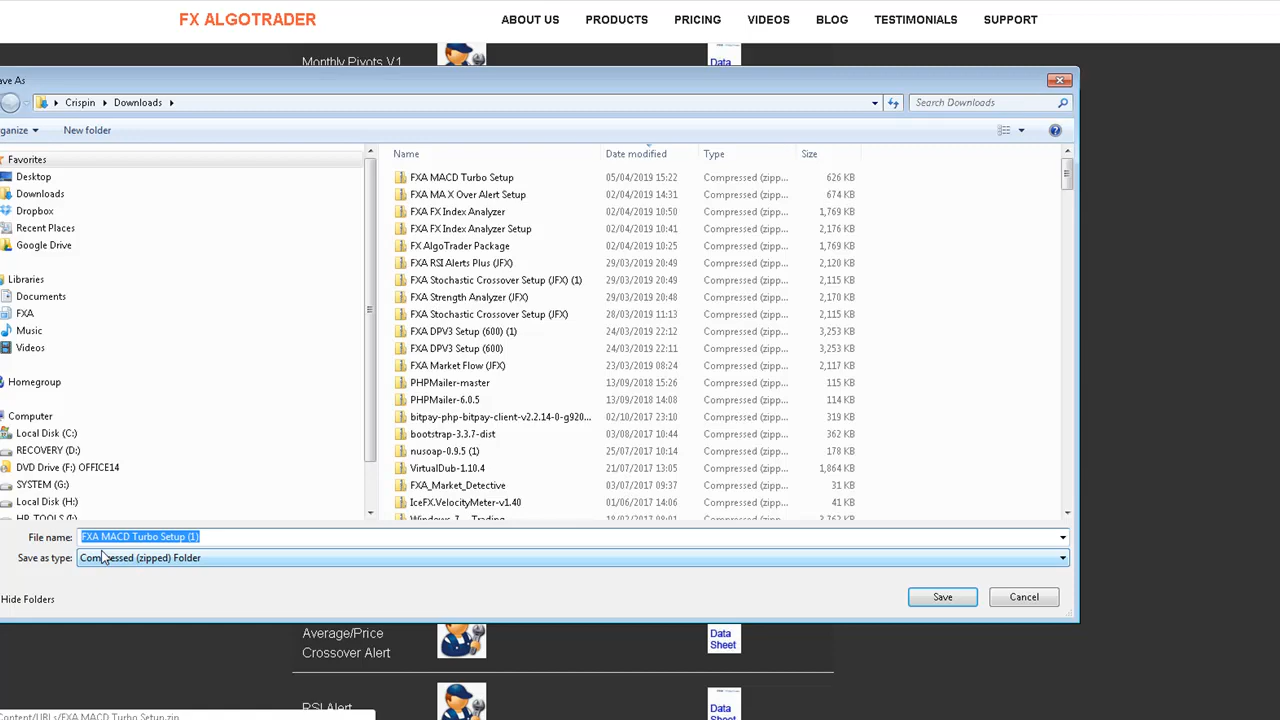 FX ALGOTRADER
ABOUT US PRODUCTS PRICING VIDEOS BLOG TESTIMONIALS SUPPORT
Monthly Pivots V1
Data
ave As
Crispin Downloads
Search Downloads
ganize New folder
Favorites
Desktop
Downloads
Dropbox
Recent Places
Google Drive
Libraries
Documents
FXA
Music
Videos
Homegroup
Computer
Local Disk (C:)
RECOVERY (D:)
DVD Drive (F:) OFFICE14
SYSTEM (G:)
Local Disk (H:)
HP_TOOLS (I:)
Name Date modified Type Size
FXA MACD Turbo Setup 05/04/2019 15:22 Compressed (zipp... 626 KB
FXA MA X Over Alert Setup 02/04/2019 14:31 Compressed (zipp... 674 KB
FXA FX Index Analyzer 02/04/2019 10:50 Compressed (zipp... 1,769 KB
FXA FX Index Analyzer Setup 02/04/2019 10:41 Compressed (zipp... 2,176 KB
FX AlgoTrader Package 02/04/2019 10:25 Compressed (zipp... 1,769 KB
FXA RSI Alerts Plus (JFX) 29/03/2019 20:49 Compressed (zipp... 2,120 KB
FXA Stochastic Crossover Setup (JFX) (1) 29/03/2019 20:49 Compressed (zipp... 2,115 KB
FXA Strength Analyzer (JFX) 29/03/2019 20:48 Compressed (zipp... 2,170 KB
FXA Stochastic Crossover Setup (JFX) 28/03/2019 11:13 Compressed (zipp... 2,115 KB
FXA DPV3 Setup (600) (1) 24/03/2019 22:12 Compressed (zipp... 3,253 KB
FXA DPV3 Setup (600) 24/03/2019 22:11 Compressed (zipp... 3,253 KB
FXA Market Flow (JFX) 23/03/2019 08:24 Compressed (zipp... 2,117 KB
PHPMailer-master 13/09/2018 15:26 Compressed (zipp... 115 KB
PHPMailer-6.0.5 13/09/2018 14:08 Compressed (zipp... 114 KB
bitpay-php-bitpay-client-v2.2.14-0-g920... 02/10/2017 23:10 Compressed (zipp... 319 KB
bootstrap-3.3.7-dist 03/08/2017 10:44 Compressed (zipp... 362 KB
nusoap-0.9.5 (1) 25/07/2017 10:14 Compressed (zipp... 178 KB
VirtualDub-1.10.4 21/07/2017 13:05 Compressed (zipp... 1,864 KB
FXA_Market_Detective 03/07/2017 09:37 Compressed (zipp... 31 KB
IceFX.VelocityMeter-v1.40 01/06/2017 14:06 Compressed (zipp... 41 KB
File name: FXA MACD Turbo Setup (1)
Save as type: Compressed (zipped) Folder
Hide Folders
Save Cancel
Average/Price
Crossover Alert
Data
Sheet
RSI Alert
Data
Content/URLs/FXA MACD Turbo Setup.zip